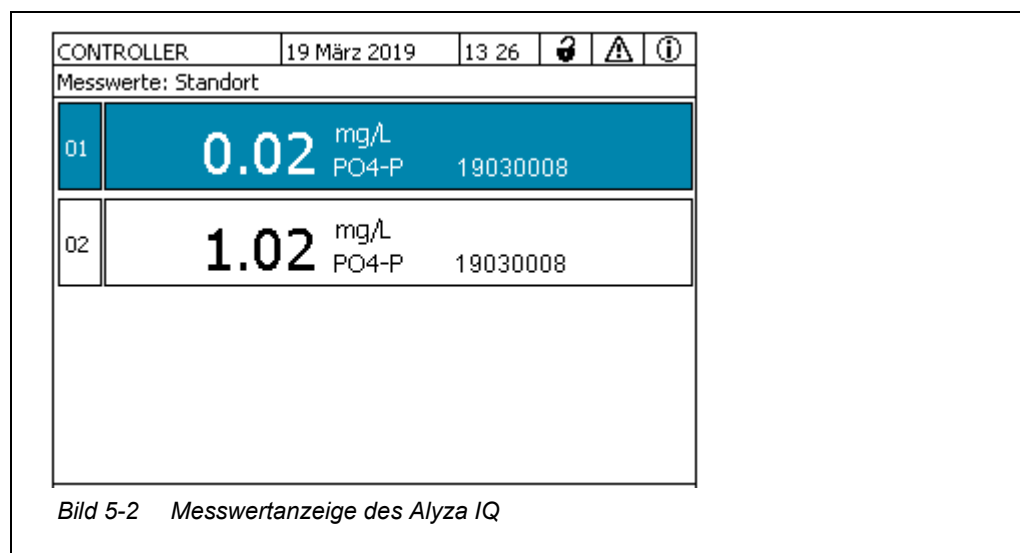 CONTROLLER 19 März 2019 13 26
Messwerte: Standort
01 0.02 mg/L
PO4-P 19030008
02 1.02 mg/L
PO4-P 19030008
Bild 5-2 Messwertanzeige des Alyza IQ